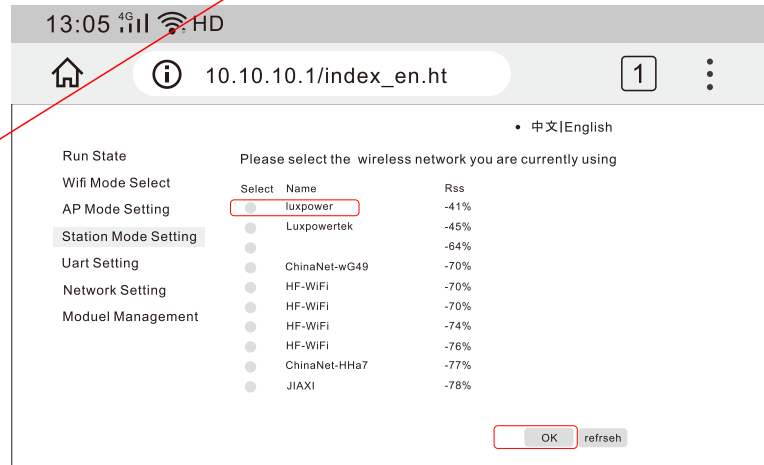 13:05 4G HD
10.10.10.1/index_en.ht 1
中文|English
Run State
Wifi Mode Select
AP Mode Setting
Station Mode Setting
Uart Setting
Network Setting
Moduel Management
Please select the wireless network you are currently using
Select Name Rss
luxpower -41%
Luxpowertek -45%
-64%
ChinaNet-wG49 -70%
HF-WiFi -70%
HF-WiFi -70%
HF-WiFi -74%
HF-WiFi -76%
ChinaNet-HHa7 -77%
JIAXI -78%
OK refrseh